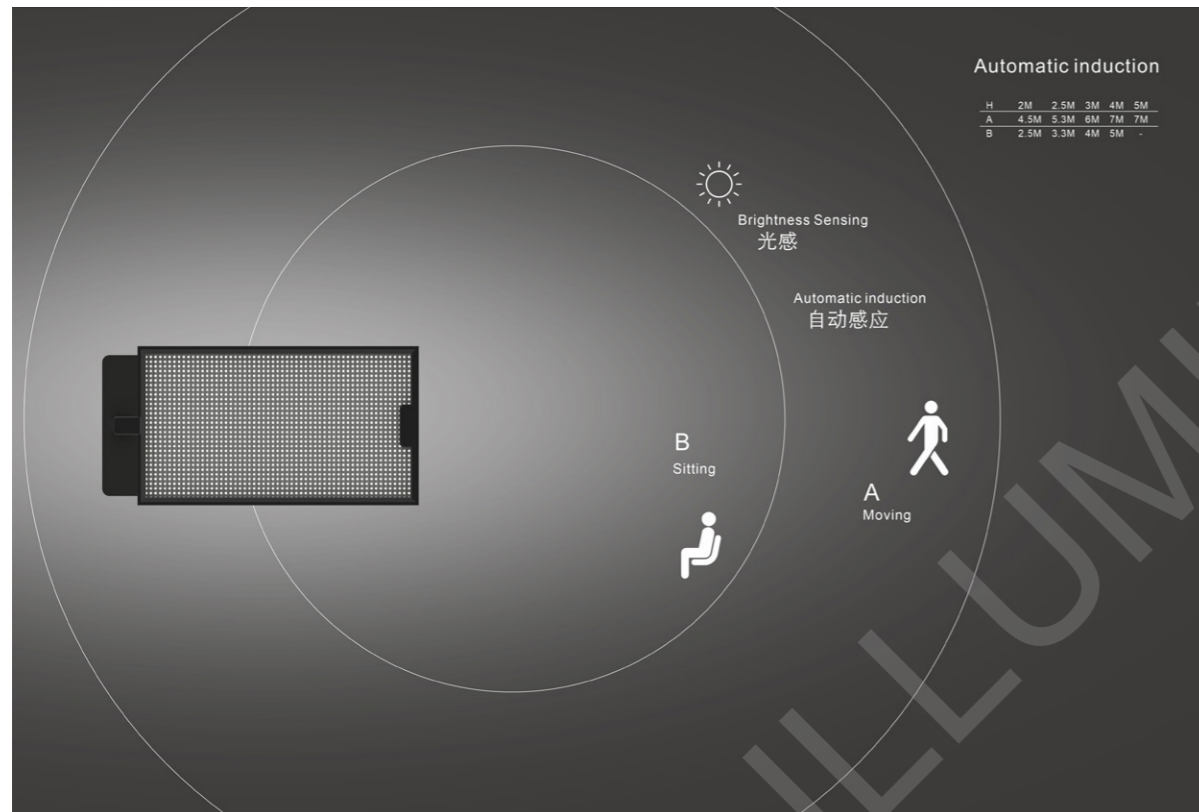 Automatic induction
H 2M 2.5M 3M 4M 5M
A 4.5M 5.3M 6M 7M 7M
B 2.5M 3.3M 4M 5M -
Brightness Sensing
光感
Automatic induction
自动感应
B
Sitting
A
Moving
ILLUMI